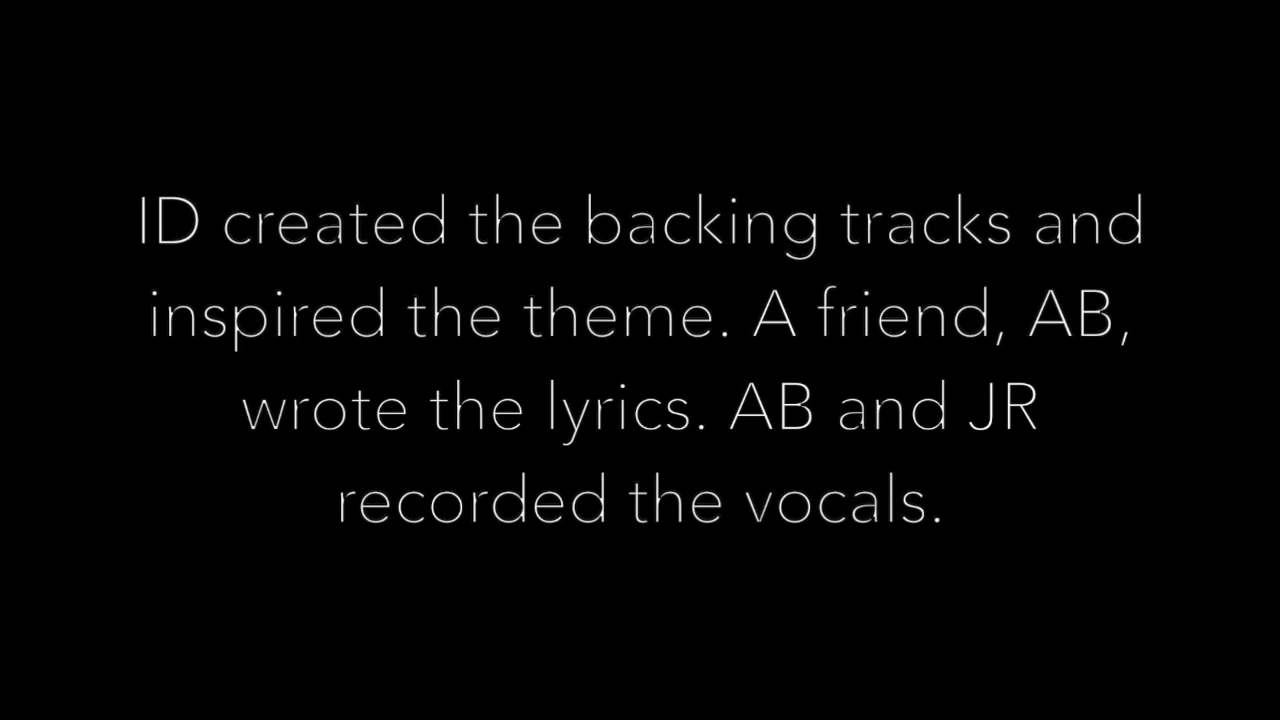 ID created the backing tracks and
inspired the theme. A friend, AB,
wrote the lyrics. AB and JR
recorded the vocals.